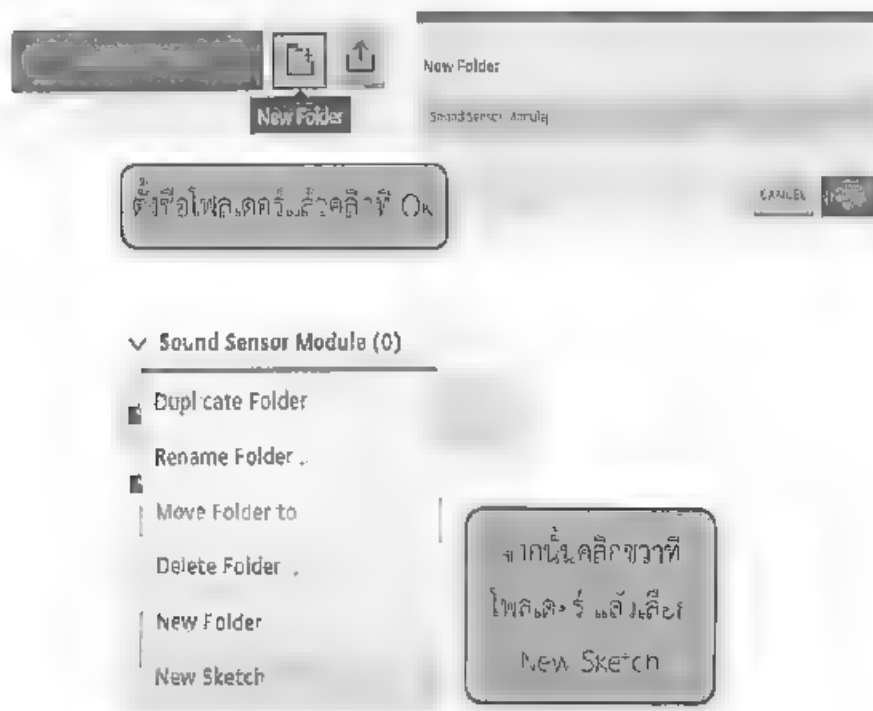 New Folder
New Folder
Sound Sensor Module
ตั้งชื่อโฟลเดอร์แล้วคลิกที่ OK
CANCEL
Sound Sensor Module (0)
Duplicate Folder
Rename Folder
Move Folder to
Delete Folder
New Folder
New Sketch
จากนั้นคลิกขวาที่
โฟลเดอร์ แล้วเลือก
New Sketch